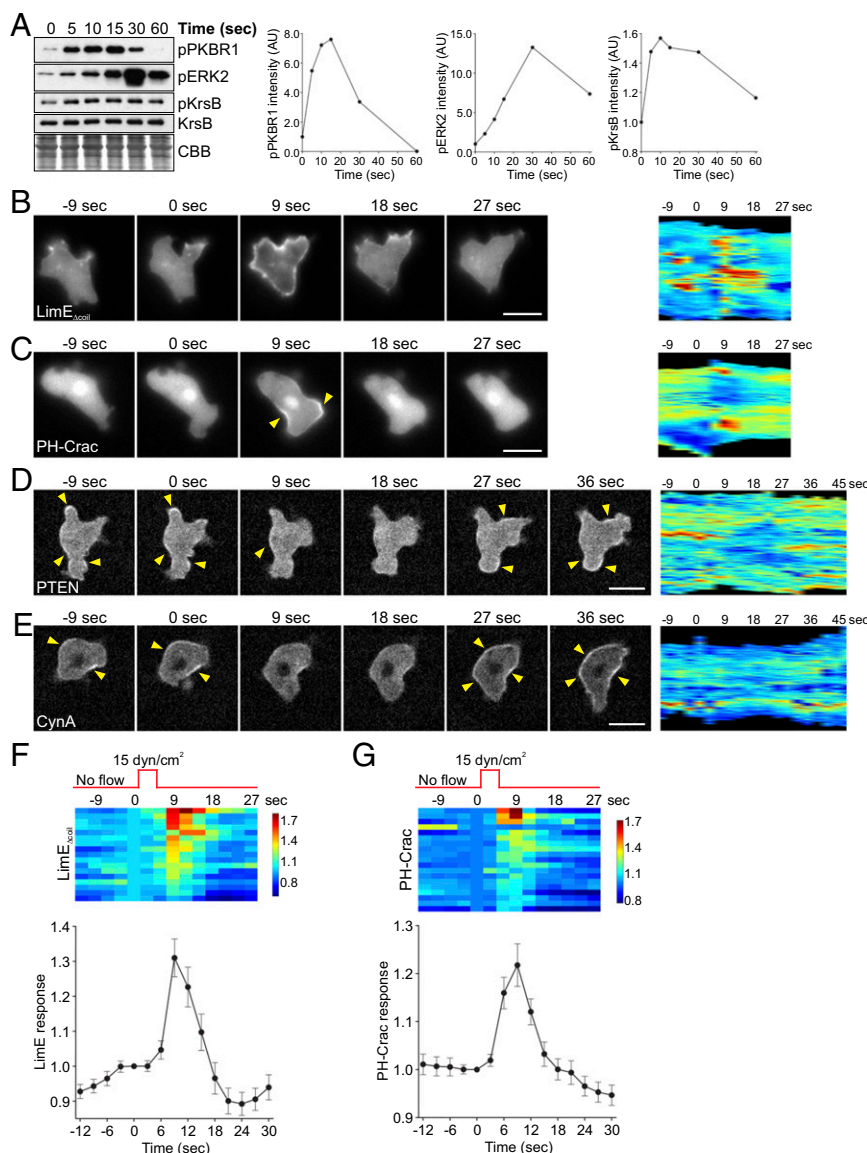 A
0 5 10 15 30 60 Time (sec)
pPKBR1
pERK2
pKrsB
KrsB
CBB
pPKBR1 intensity (AU)
8.0
6.0
4.0
2.0
0.0
0 10 20 30 40 50 60
Time (sec)
pERK2 intensity (AU)
15.0
10.0
5.0
0.0
0 10 20 30 40 50 60
Time (sec)
pKrsB intensity (AU)
1.6
1.4
1.2
1.0
0.8
0 10 20 30 40 50 60
Time (sec)
B
-9 sec 0 sec 9 sec 18 sec 27 sec
LimEΔcoil
-9 0 9 18 27 sec
C
-9 sec 0 sec 9 sec 18 sec 27 sec
PH-Crac
-9 0 9 18 27 sec
D
-9 sec 0 sec 9 sec 18 sec 27 sec 36 sec
PTEN
-9 0 9 18 27 36 45 sec
E
-9 sec 0 sec 9 sec 18 sec 27 sec 36 sec
CynA
-9 0 9 18 27 36 45 sec
F
15 dyn/cm²
No flow
-9 0 9 18 27 sec
LimEΔcoil
1.7
1.4
1.1
0.8
LimE response
1.4
1.3
1.2
1.1
1.0
0.9
-12 -6 0 6 12 18 24 30
Time (sec)
G
15 dyn/cm²
No flow
-9 0 9 18 27 sec
PH-Crac
1.7
1.4
1.1
0.8
PH-Crac response
1.3
1.2
1.1
1.0
0.9
-12 -6 0 6 12 18 24 30
Time (sec)